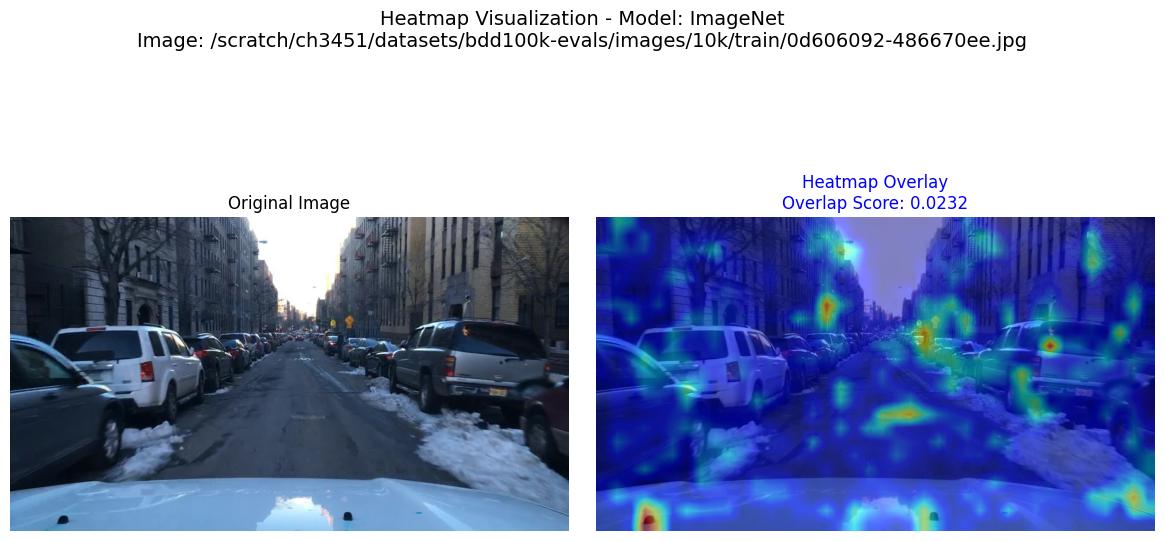 Heatmap Visualization - Model: ImageNet
Image: /scratch/ch3451/datasets/bdd100k-evals/images/10k/train/0d606092-486670ee.jpg
Original Image
Heatmap Overlay
Overlap Score: 0.0232